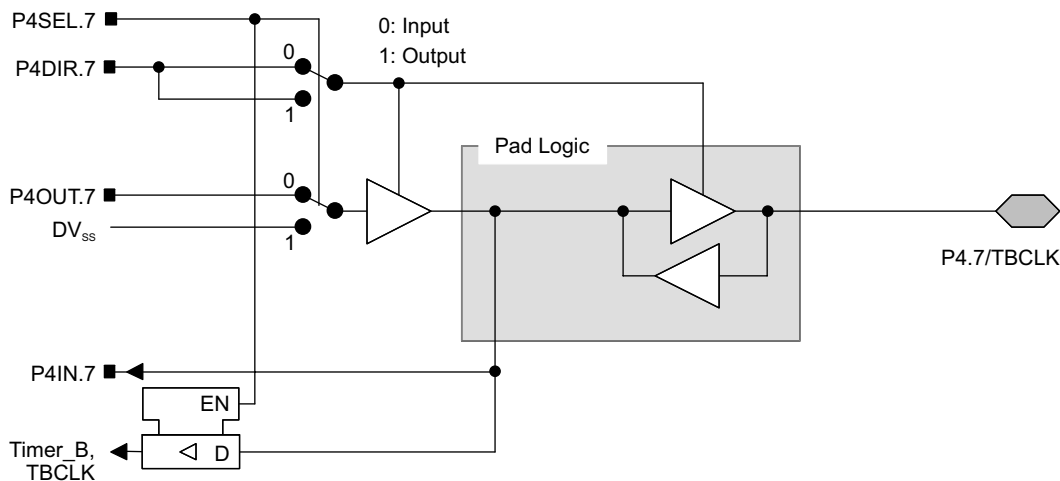 P4SEL.7
0: Input
1: Output
P4DIR.7
0
1
Pad Logic
P4OUT.7
0
DVSS
1
P4.7/TBCLK
P4IN.7
EN
Timer_B,
TBCLK
D